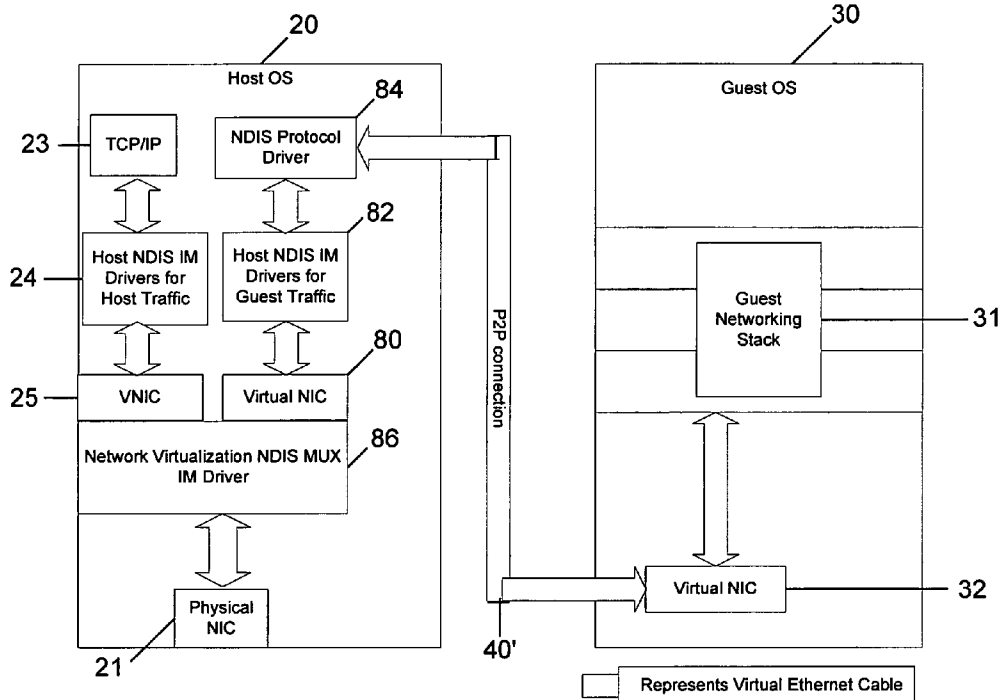 20
30
Host OS
Guest OS
84
23
TCP/IP
NDIS Protocol
Driver
82
Host NDIS IM
Drivers for
Host Traffic
24
Host NDIS IM
Drivers for
Guest Traffic
P2P connection
Guest
Networking
Stack
31
80
25
VNIC
Virtual NIC
86
Network Virtualization NDIS MUX
IM Driver
Virtual NIC
32
Physical
NIC
21
40'
Represents Virtual Ethernet Cable